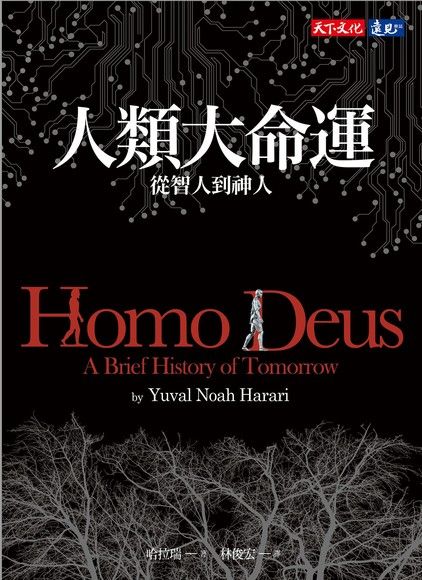 天下文化 遠見
人類大命運
從智人到神人
Homo Deus
A Brief History of Tomorrow
by Yuval Noah Harari
哈拉瑞—著 林俊宏—譯